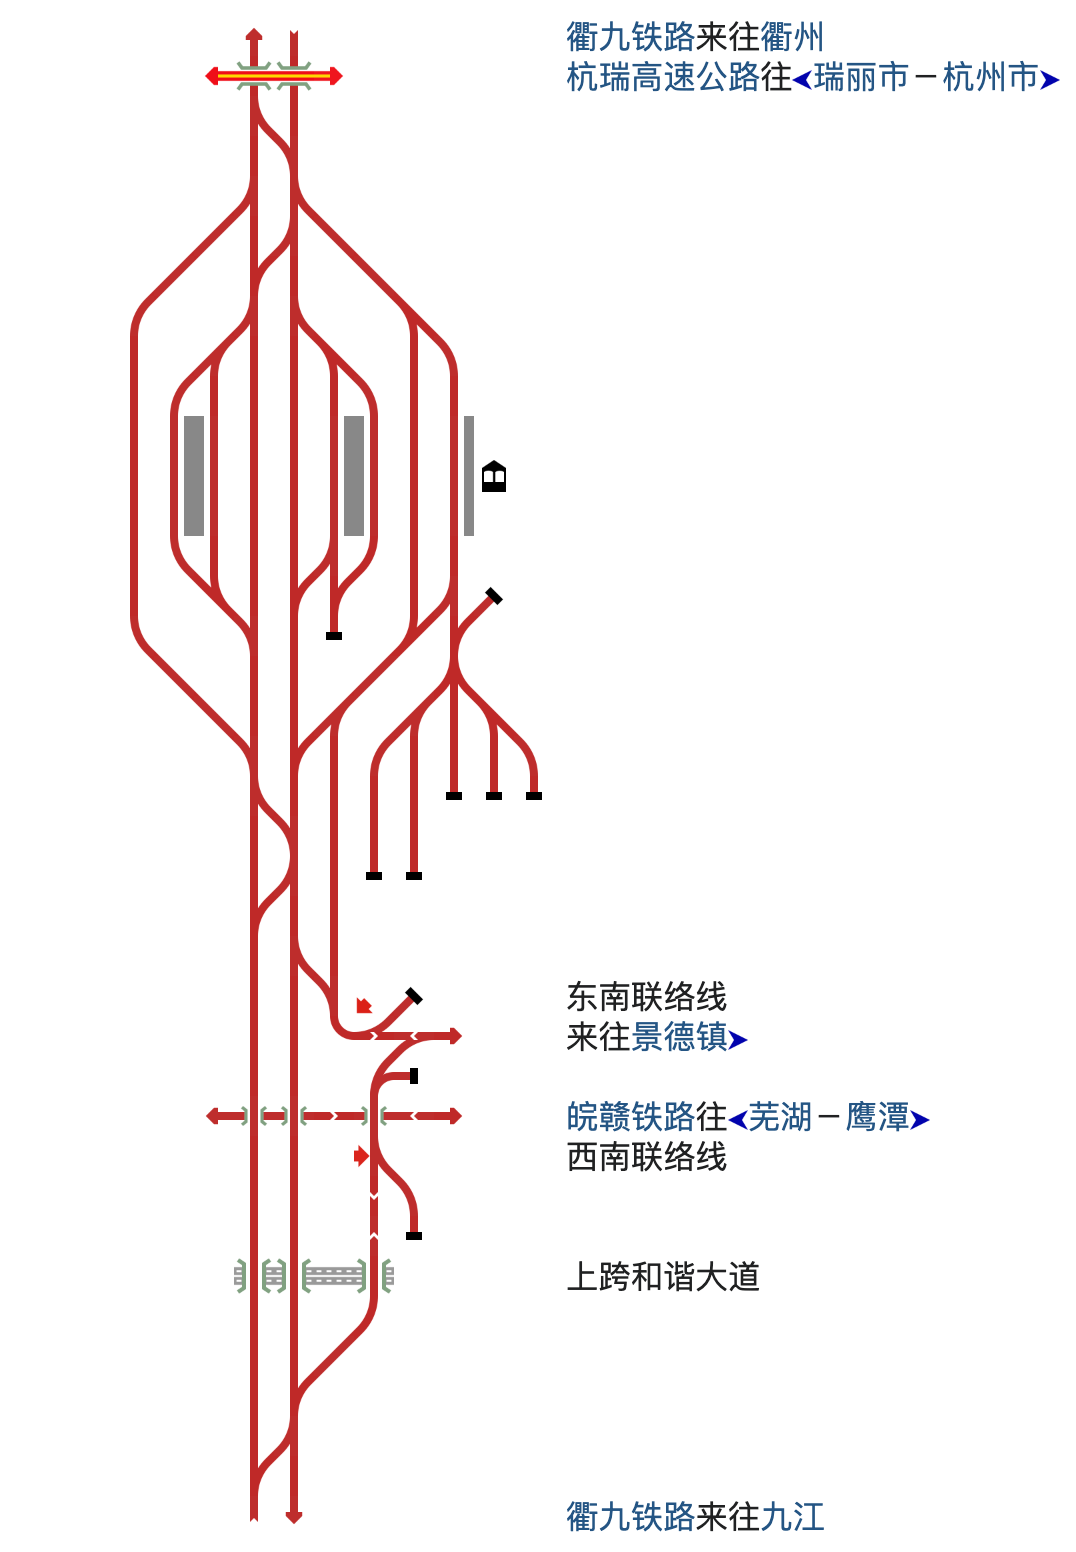 衢九铁路来往衢州
杭瑞高速公路往瑞丽市－杭州市
东南联络线
来往景德镇
皖赣铁路往芜湖－鹰潭
西南联络线
上跨和谐大道
衢九铁路来往九江